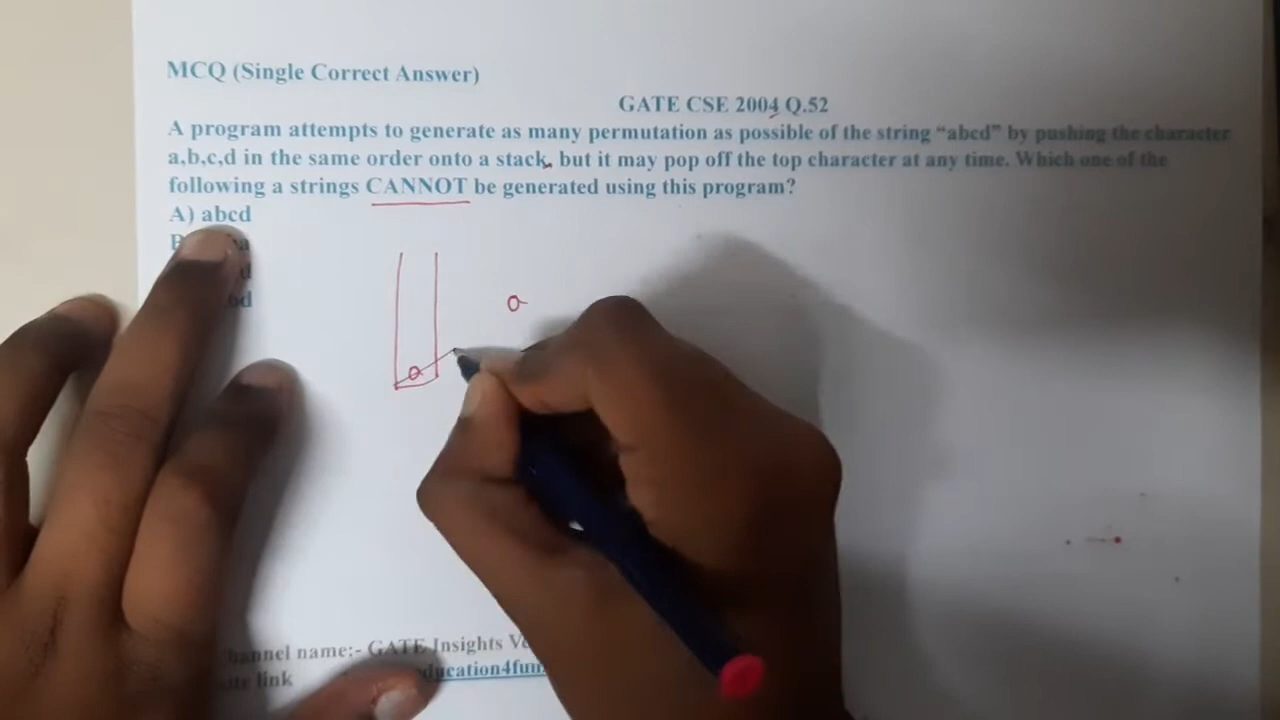 MCQ (Single Correct Answer)
GATE CSE 2004 Q.52
A program attempts to generate as many permutation as possible of the string “abcd” by pushing the character
a,b,c,d in the same order onto a stack, but it may pop off the top character at any time. Which one of the
following a strings CANNOT be generated using this program?
A) abcd
a
a
:- GATE Insights
link